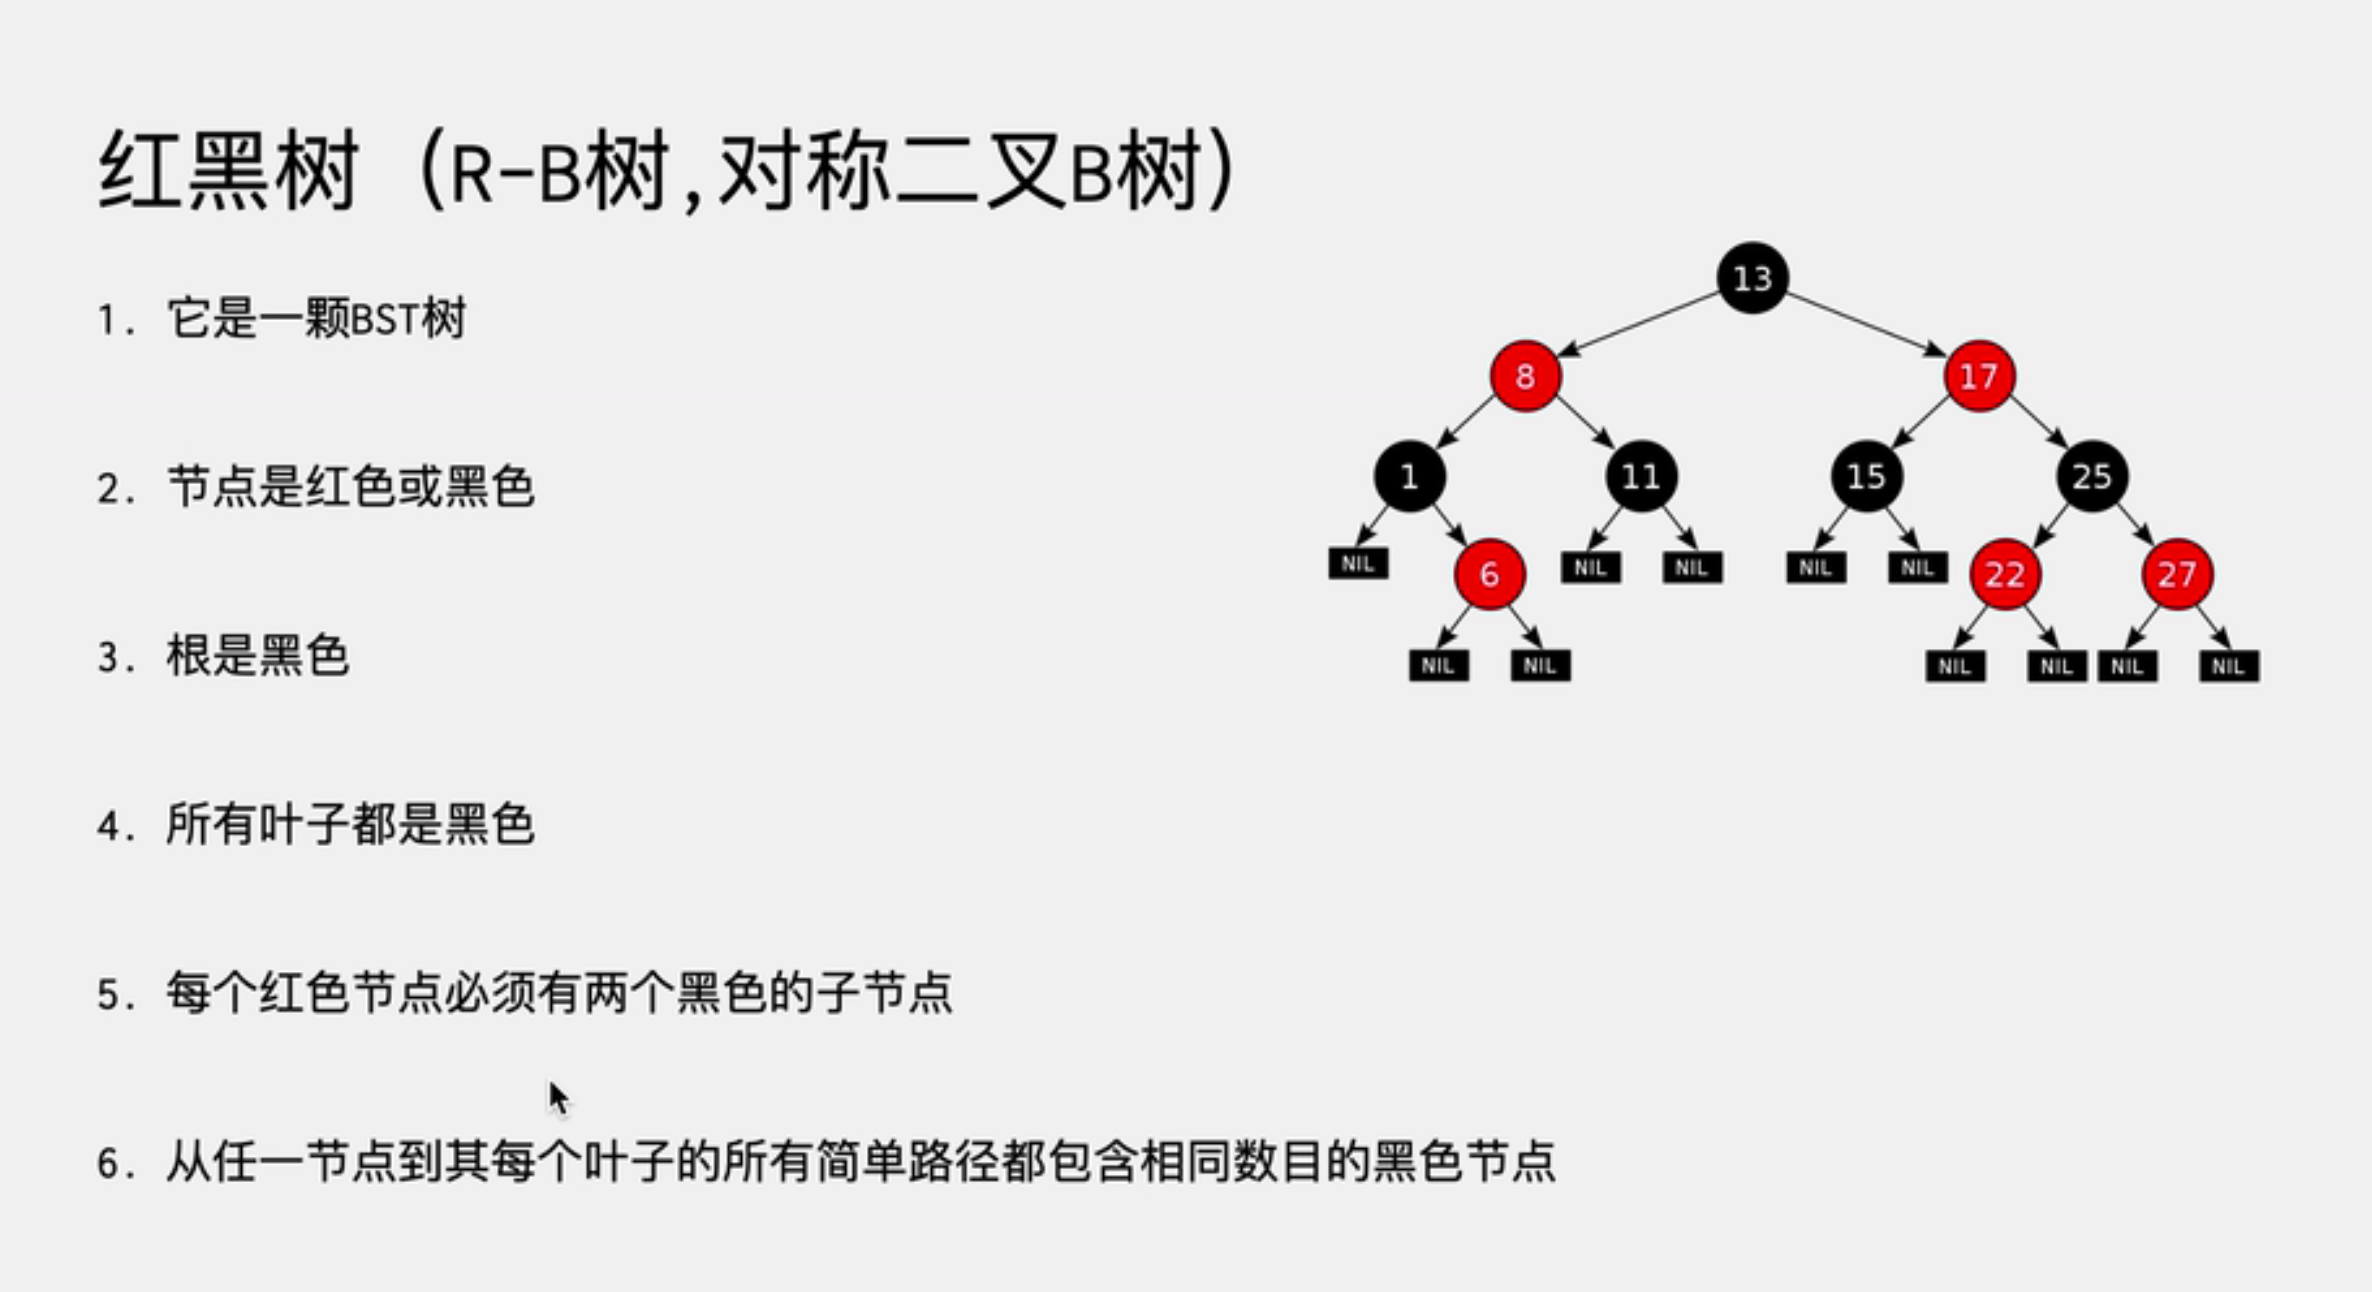 红黑树（R-B树,对称二叉B树）
13
1. 它是一颗BST树
8
17
1
11
15
25
2. 节点是红色或黑色
NIL
NIL
NIL
NIL
NIL
6
22
27
3. 根是黑色
NIL
NIL
NIL
NIL
NIL
NIL
4. 所有叶子都是黑色
5. 每个红色节点必须有两个黑色的子节点
6. 从任一节点到其每个叶子的所有简单路径都包含相同数目的黑色节点